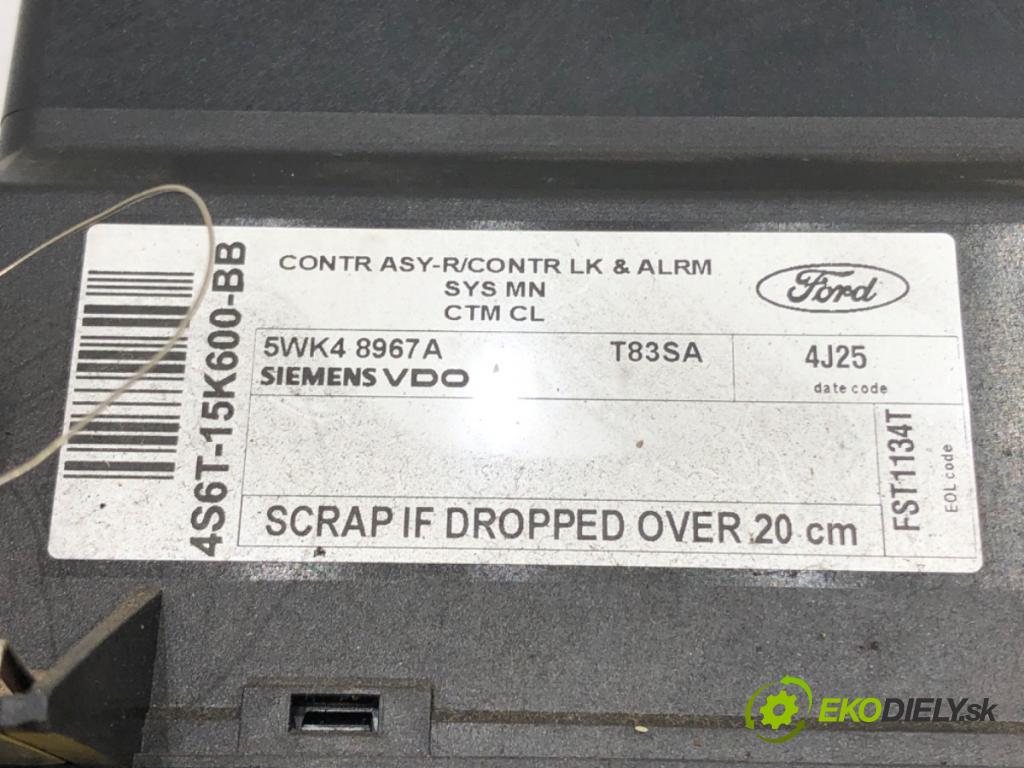 CONTR ASY-R/CONTR LK & ALRM
SYS MN
CTM CL
Ford
4S6T-15K600-BB
5WK4 8967A
T83SA
4J25
SIEMENS VDO
date code
FST1134T
EOL code
SCRAP IF DROPPED OVER 20 cm
EKODIELY.sk